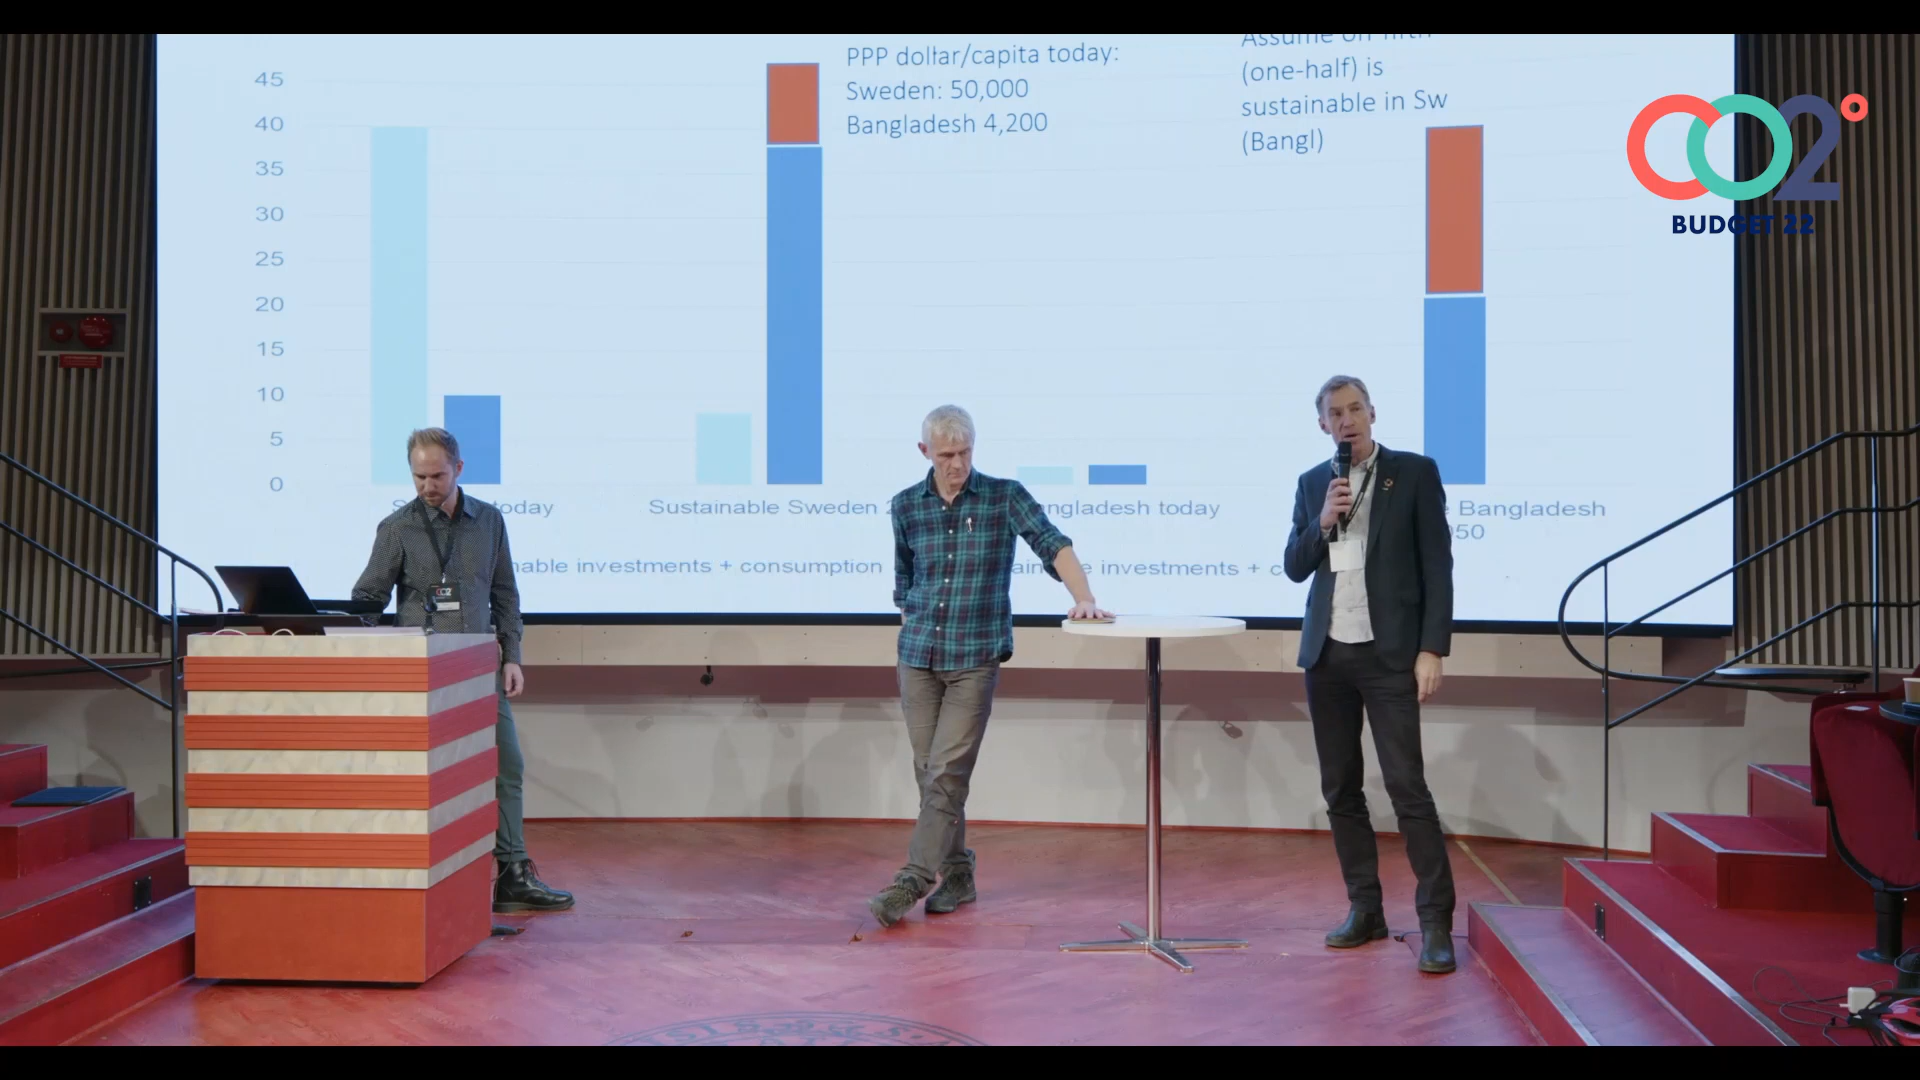 PPP dollar/capita today:
Sweden: 50,000
Bangladesh 4,200
(one-half) is
sustainable in Sw
(Bangl)
CO2°
BUDGET 22
45
40
35
30
25
20
15
10
5
0
today
Sustainable Sweden
ngladesh today
Bangladesh
50
nable investments + consumption
investments + c